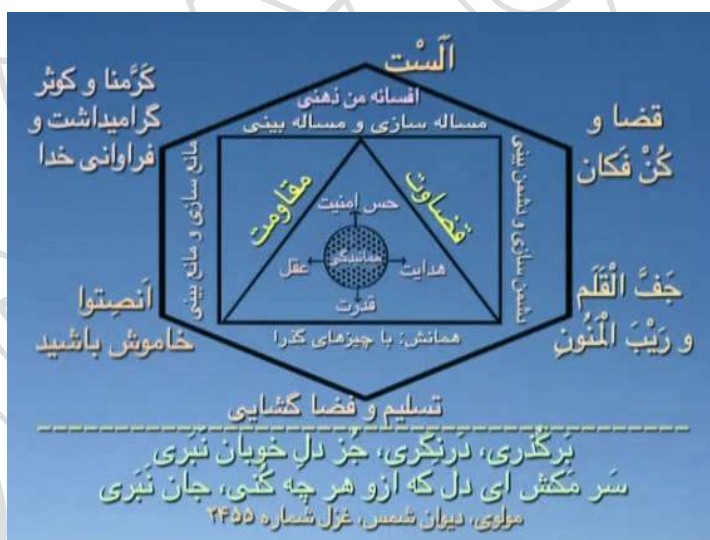 اَلَسْت
افسانه من ذهنی
مساله سازی و مساله بینی
کَرَّمنا و کوثر
گرامیداشت و
فراوانی خدا
قضا و
کُنْ فَکان
مانع سازی و مانع بینی
دشمن سازی و دشمن بینی
مقاومت
قضاوت
حس امنیت
عقل
همانیدگی
هدایت
قدرت
اَنصِتوا
خاموش باشید
جَفَّ الْقَلَم
و رَیْبَ الْمَنُونِ
همانش: با چیزهای گذرا
تسلیم و فضا گشایی
بَرگُذری، دَرنگری، جُز دلِ خوبان نَبَری
سَر مَکش ای دل که ازو هر چه کُنی، جان نَبَری
مولوی، دیوان شمس، غزل شماره ۲۴۵۵